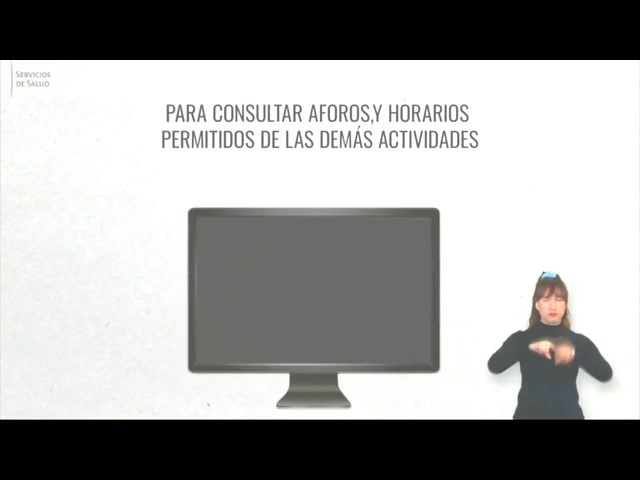 SERVICIOS
DE SALUD
PARA CONSULTAR AFOROS,Y HORARIOS
PERMITIDOS DE LAS DEMÁS ACTIVIDADES